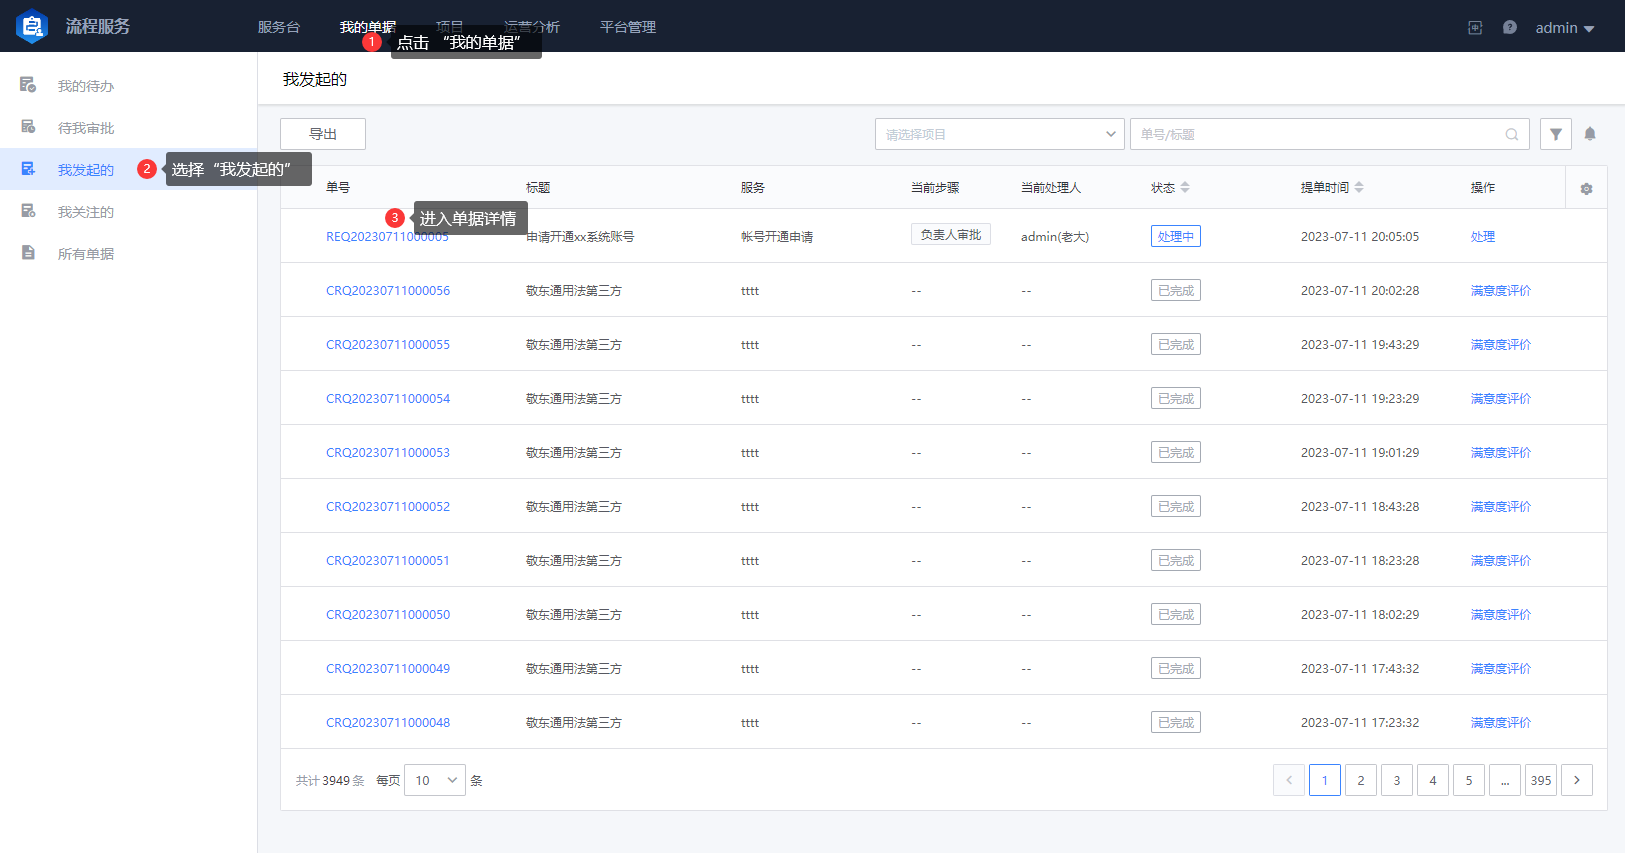 流程服务
服务台 我的单据 项目 运营分析 平台管理
admin
1 点击 “我的单据”
我的待办
待我审批
我发起的
2 选择 “我发起的”
我关注的
所有单据
我发起的
导出
请选择项目
单号/标题
单号 标题 服务 当前步骤 当前处理人 状态 提单时间 操作
3 进入单据详情
REQ20230711000005 申请开通xx系统账号 帐号开通申请 负责人审批 admin(老大) 处理中 2023-07-11 20:05:05 处理
CRQ20230711000056 敬东通用法第三方 tttt -- -- 已完成 2023-07-11 20:02:28 满意度评价
CRQ20230711000055 敬东通用法第三方 tttt -- -- 已完成 2023-07-11 19:43:29 满意度评价
CRQ20230711000054 敬东通用法第三方 tttt -- -- 已完成 2023-07-11 19:23:29 满意度评价
CRQ20230711000053 敬东通用法第三方 tttt -- -- 已完成 2023-07-11 19:01:29 满意度评价
CRQ20230711000052 敬东通用法第三方 tttt -- -- 已完成 2023-07-11 18:43:28 满意度评价
CRQ20230711000051 敬东通用法第三方 tttt -- -- 已完成 2023-07-11 18:23:28 满意度评价
CRQ20230711000050 敬东通用法第三方 tttt -- -- 已完成 2023-07-11 18:02:29 满意度评价
CRQ20230711000049 敬东通用法第三方 tttt -- -- 已完成 2023-07-11 17:43:32 满意度评价
CRQ20230711000048 敬东通用法第三方 tttt -- -- 已完成 2023-07-11 17:23:32 满意度评价
共计 3949 条 每页 10 条
1 2 3 4 5 ... 395